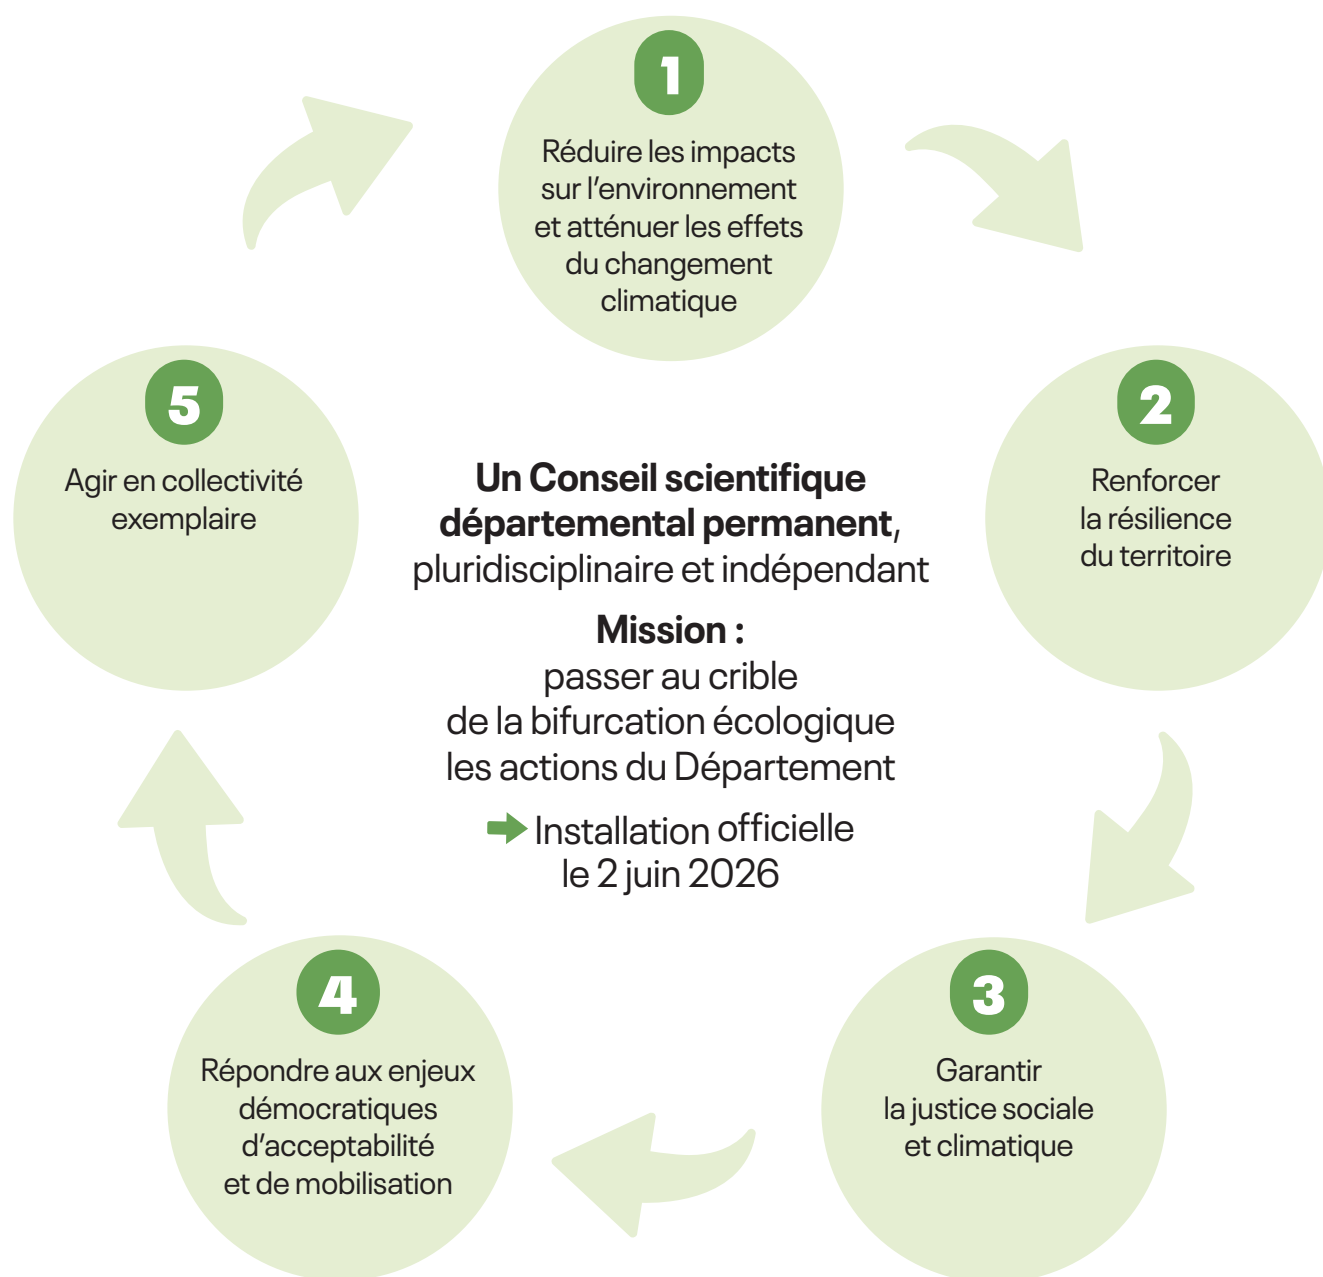 1
Réduire les impacts
sur l’environnement
et atténuer les effets
du changement
climatique
2
Renforcer
la résilience
du territoire
3
Garantir
la justice sociale
et climatique
4
Répondre aux enjeux
démocratiques
d’acceptabilité
et de mobilisation
5
Agir en collectivité
exemplaire
Un Conseil scientifique
départemental permanent,
pluridisciplinaire et indépendant
Mission :
passer au crible
de la bifurcation écologique
les actions du Département
Installation officielle
le 2 juin 2026